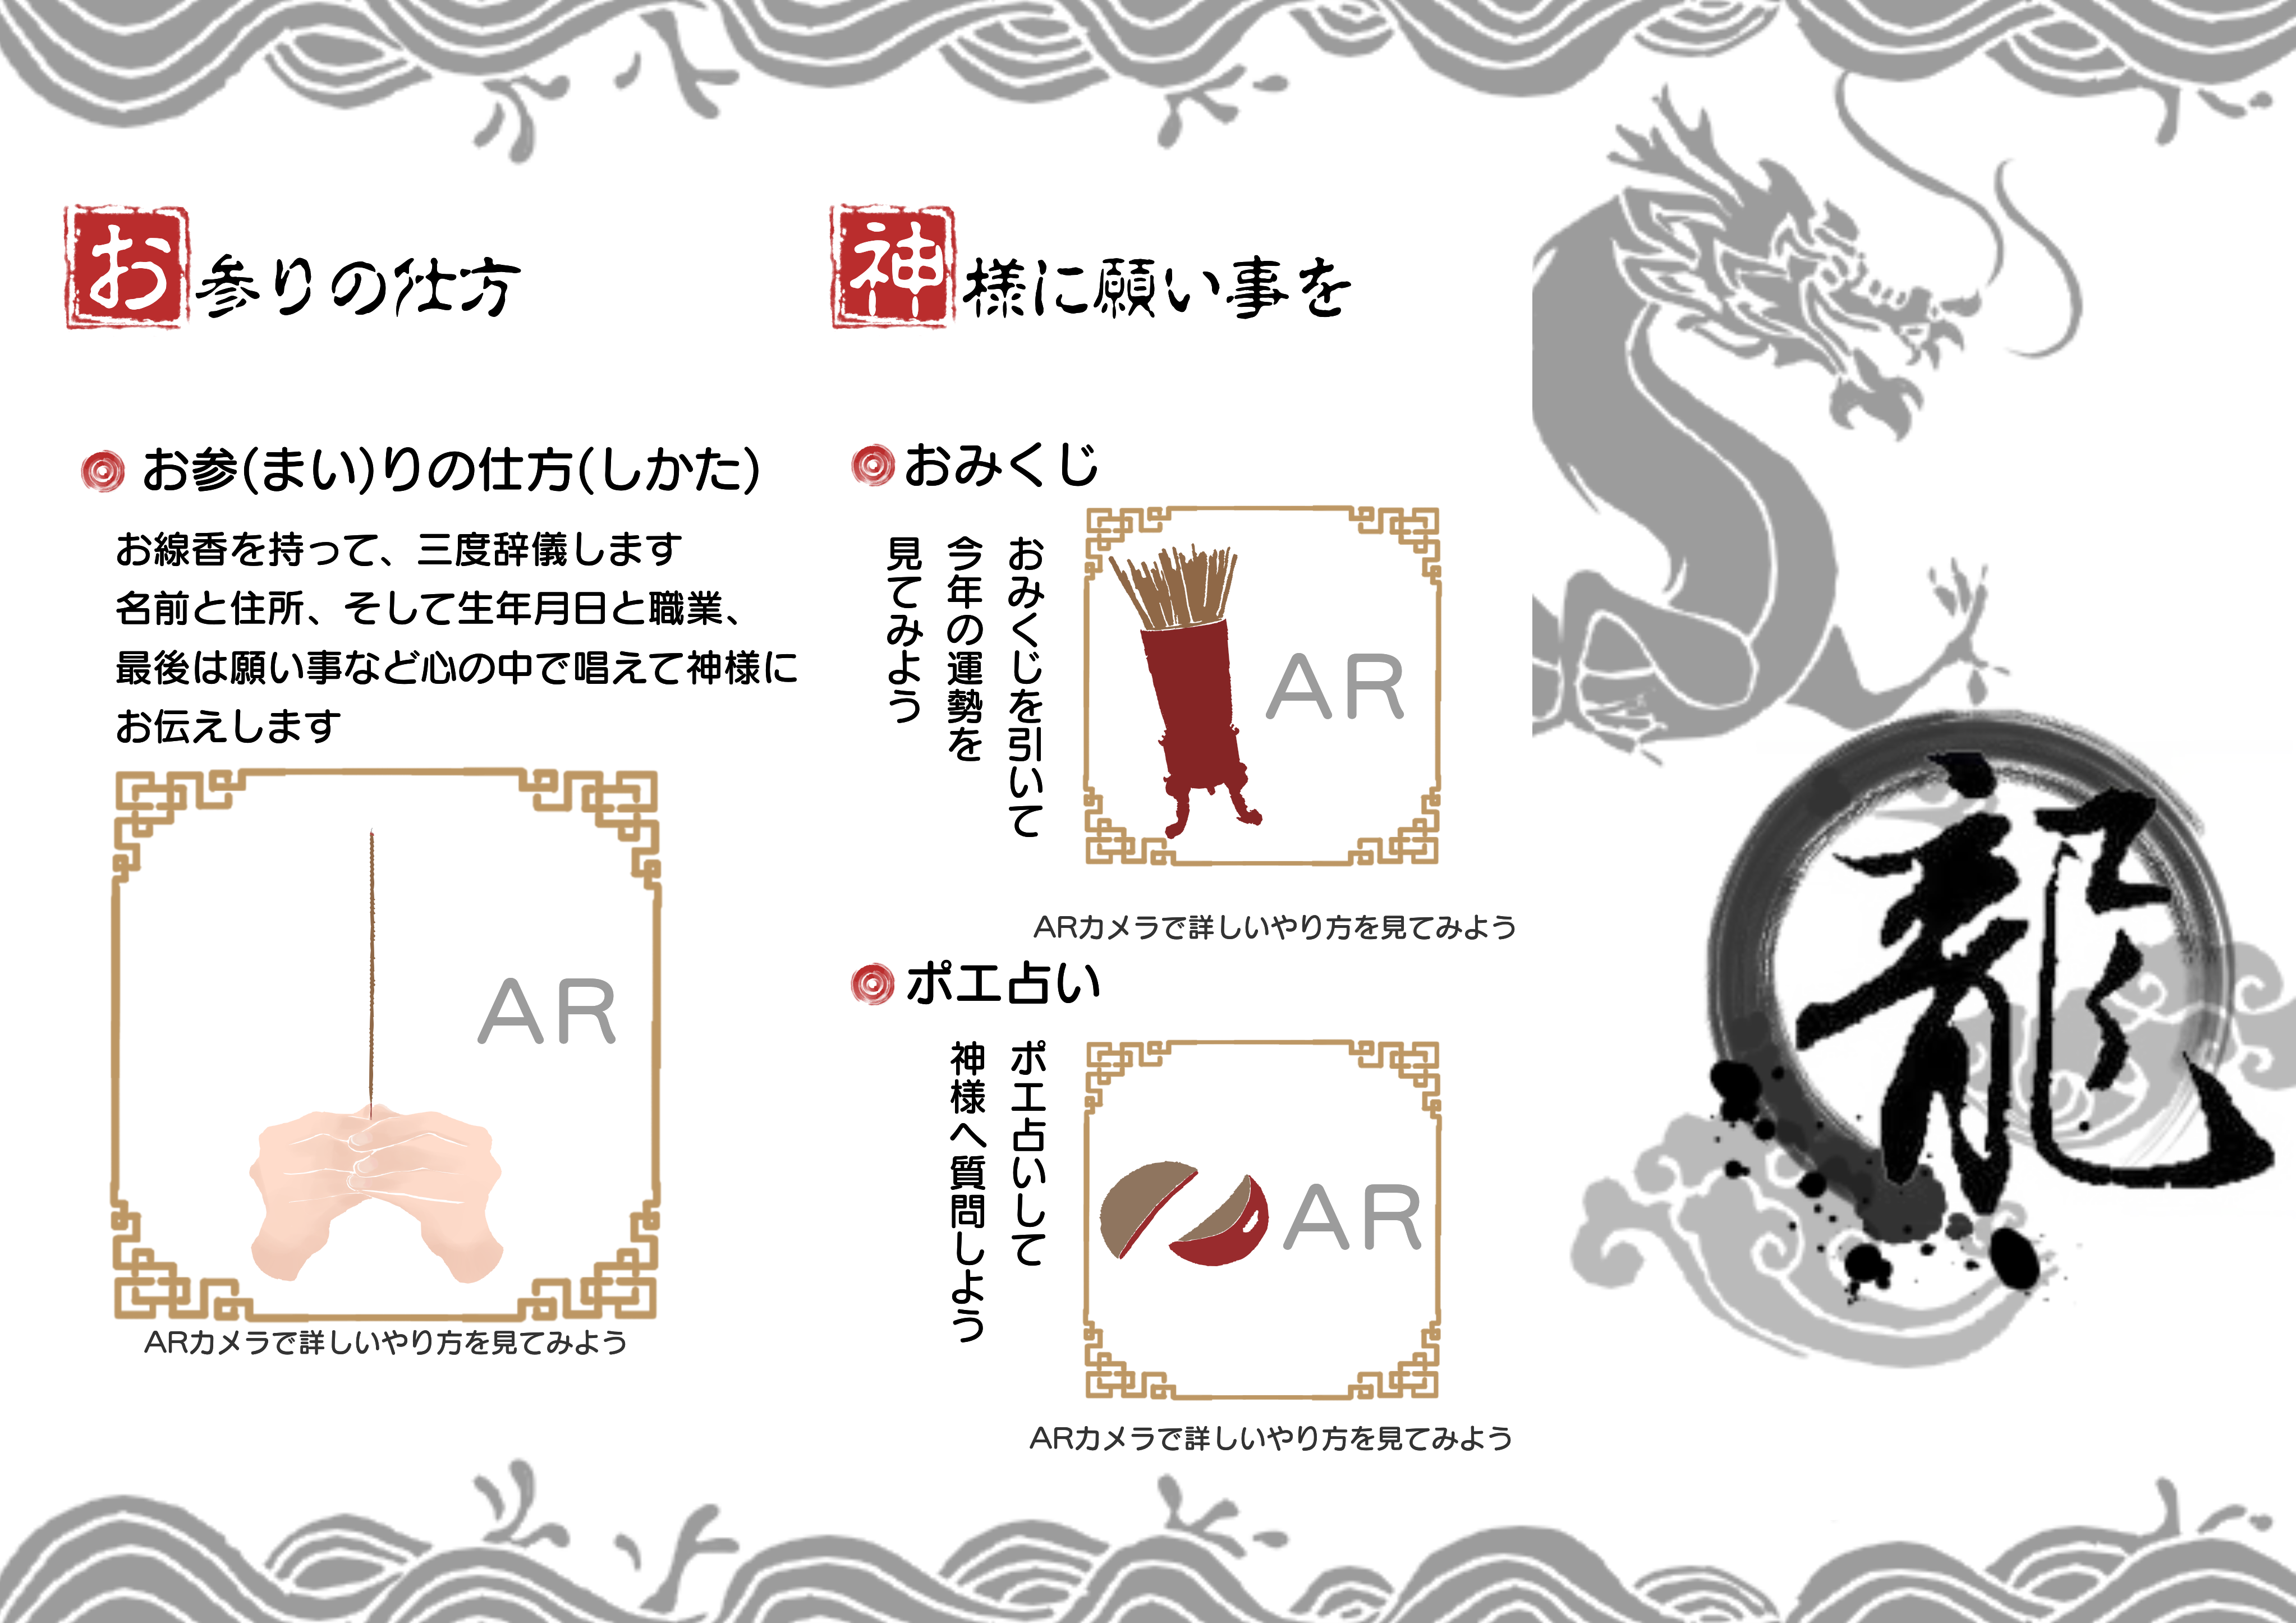 お参りの仕方
お参(まい)りの仕方(しかた)
お線香を持って、三度辞儀します
名前と住所、そして生年月日と職業、
最後は願い事など心の中で唱えて神様に
お伝えします
AR
ARカメラで詳しいやり方を見てみよう
神様に願い事を
おみくじ
おみくじを引いて
今年の運勢を
見てみよう
AR
ARカメラで詳しいやり方を見てみよう
ポエ占い
ポエ占いして
神様へ質問しよう
AR
ARカメラで詳しいやり方を見てみよう
龍